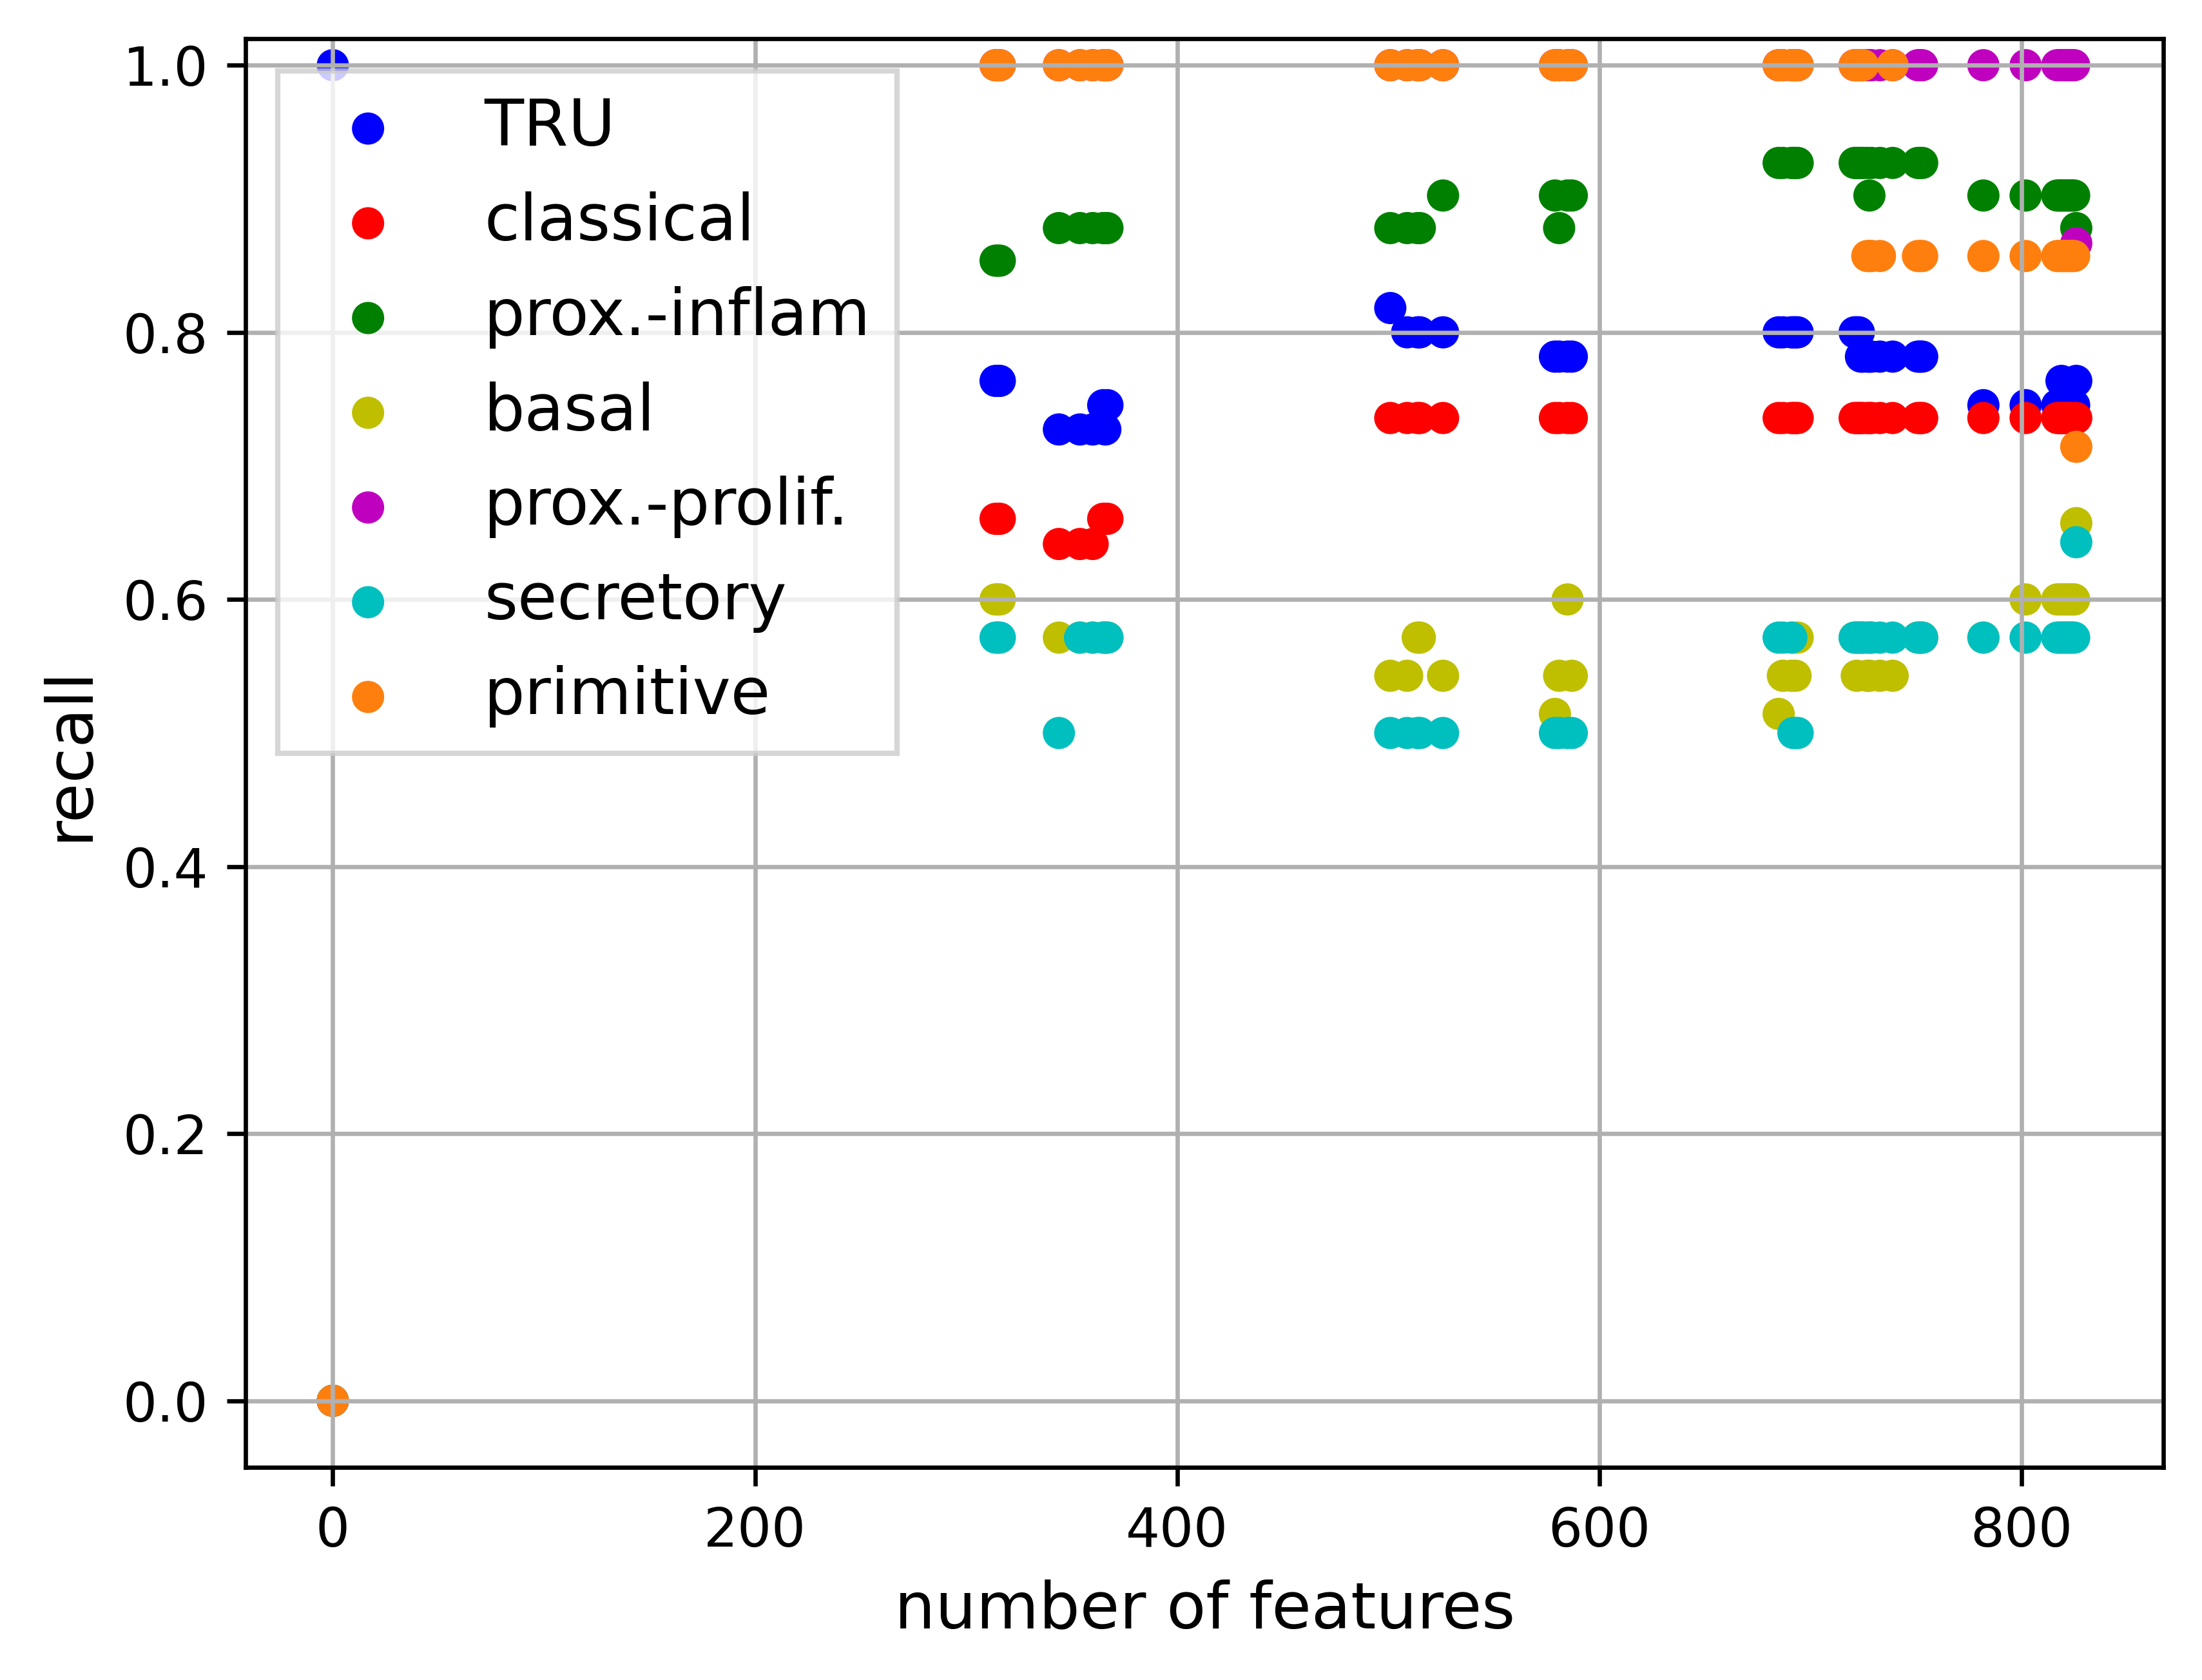 1.0
0.8
0.6
0.4
0.2
0.0
recall
TRU
classical
prox.-inflam
basal
prox.-prolif.
secretory
primitive
0 200 400 600 800
number of features